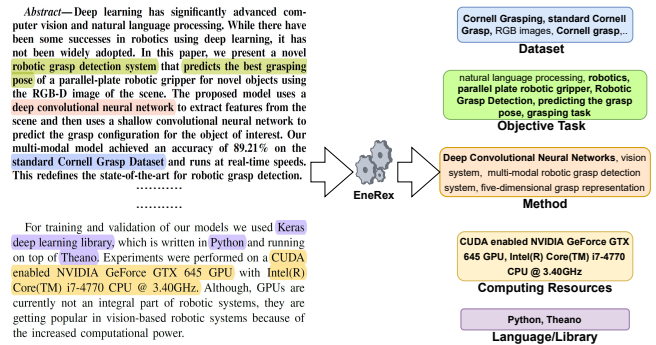 Abstract—Deep learning has significantly advanced com-
puter vision and natural language processing. While there have
been some successes in robotics using deep learning, it has
not been widely adopted. In this paper, we present a novel
robotic grasp detection system that predicts the best grasping
pose of a parallel-plate robotic gripper for novel objects using
the RGB-D image of the scene. The proposed model uses a
deep convolutional neural network to extract features from the
scene and then uses a shallow convolutional neural network to
predict the grasp configuration for the object of interest. Our
multi-modal model achieved an accuracy of 89.21% on the
standard Cornell Grasp Dataset and runs at real-time speeds.
This redefines the state-of-the-art for robotic grasp detection.
...........
...........
For training and validation of our models we used Keras
deep learning library, which is written in Python and running
on top of Theano. Experiments were performed on a CUDA
enabled NVIDIA GeForce GTX 645 GPU with Intel(R)
Core(TM) i7-4770 CPU @ 3.40GHz. Although, GPUs are
currently not an integral part of robotic systems, they are
getting popular in vision-based robotic systems because of
the increased computational power.
EneRex
Cornell Grasping, standard Cornell
Grasp, RGB images, Cornell grasp,..
Dataset
natural language processing, robotics,
parallel plate robotic gripper, Robotic
Grasp Detection, predicting the grasp
pose, grasping task
Objective Task
Deep Convolutional Neural Networks, vision
system, multi-modal robotic grasp detection
system, five-dimensional grasp representation
Method
CUDA enabled NVIDIA GeForce GTX
645 GPU, Intel(R) Core(TM) i7-4770
CPU @ 3.40GHz
Computing Resources
Python, Theano
Language/Library